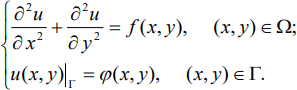 ∂²u/∂x² + ∂²u/∂y² = f(x, y), (x, y) ∈ Ω;
u(x, y)|_Γ = φ(x, y), (x, y) ∈ Γ.